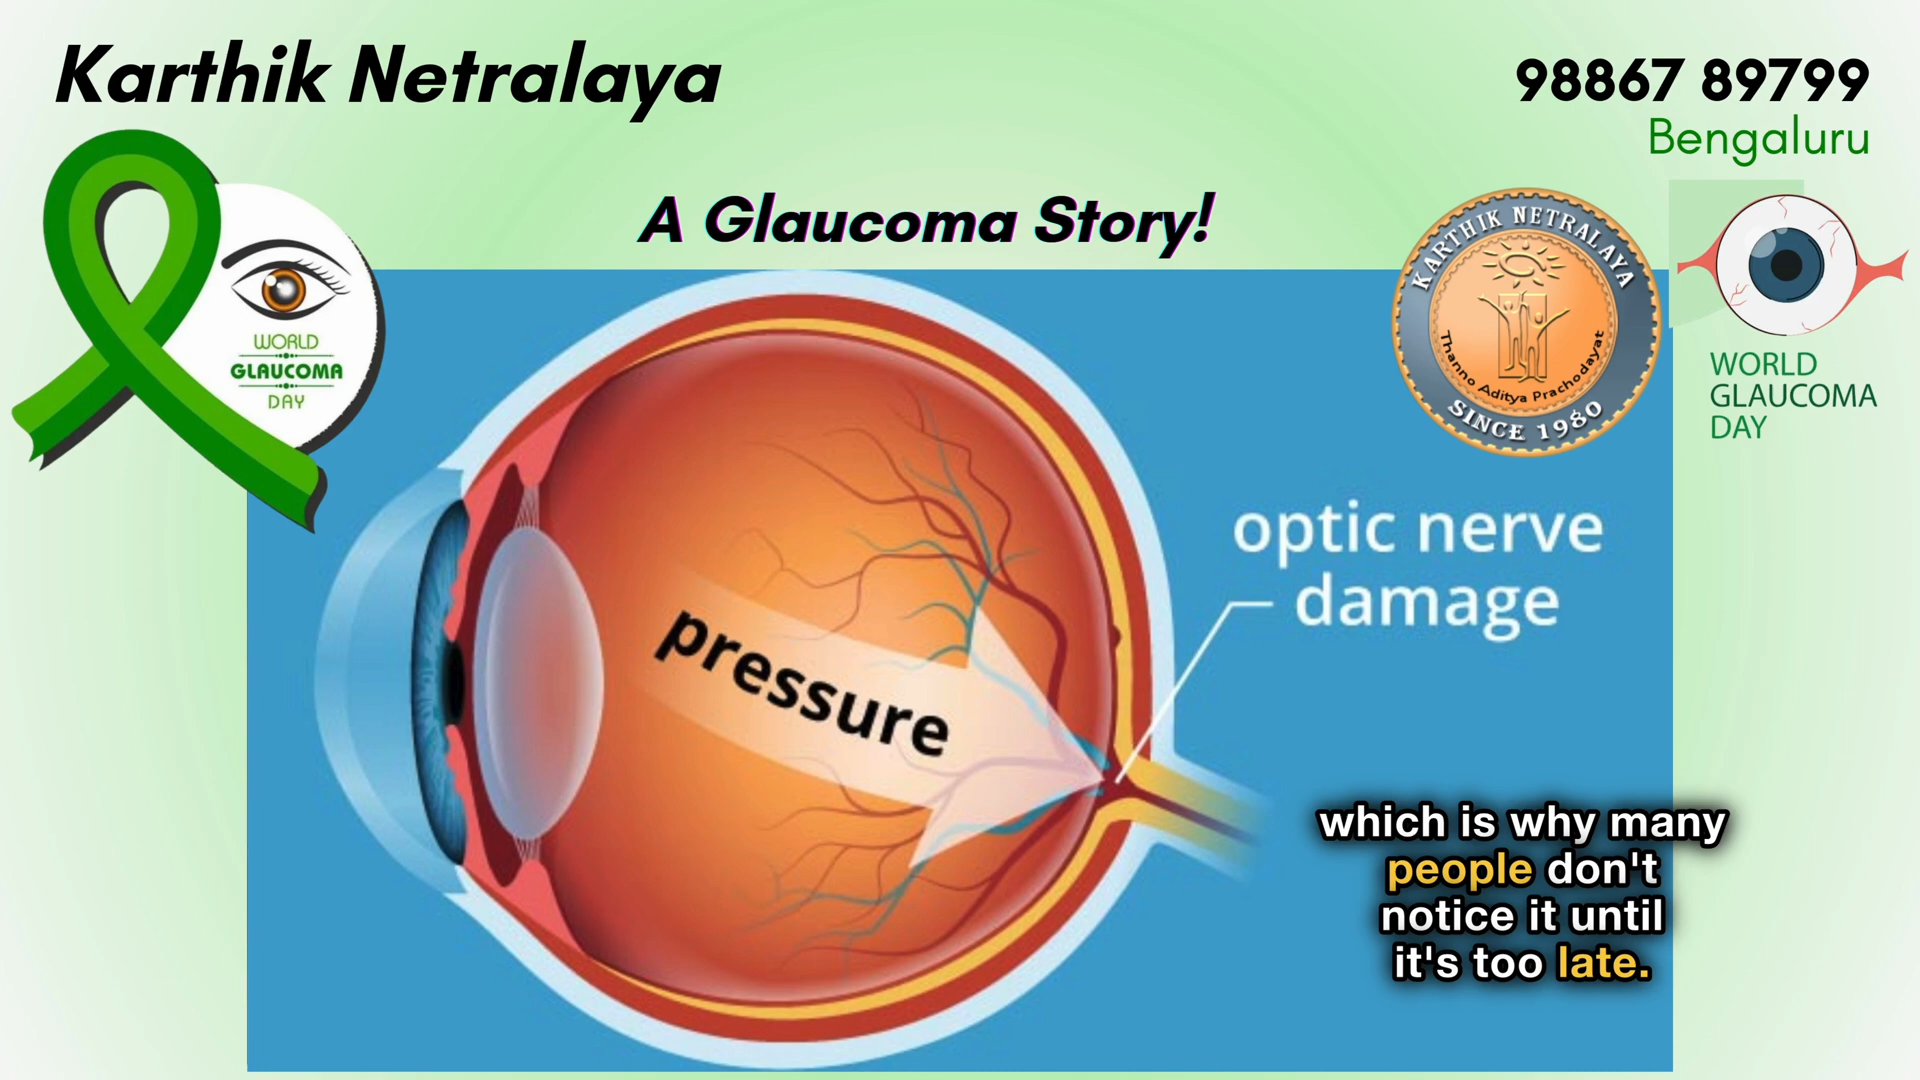 Karthik Netralaya
98867 89799
Bengaluru
A Glaucoma Story!
WORLD
GLAUCOMA
DAY
KARTHIK NETRALAYA
Thanno Aditya Prachodayat
SINCE 1980
WORLD
GLAUCOMA
DAY
optic nerve
damage
pressure
which is why many
people don't
notice it until
it's too late.